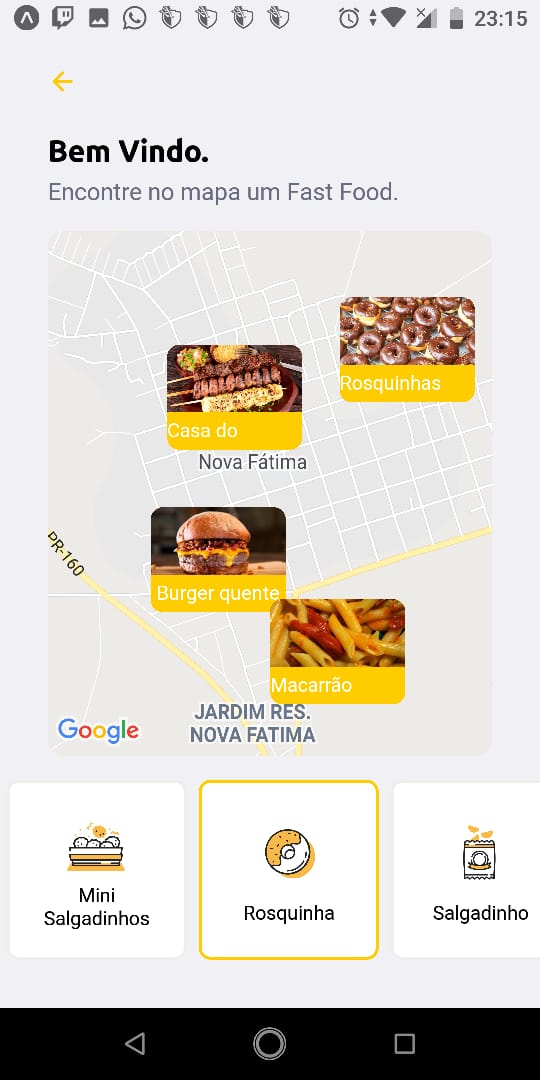 23:15
Bem Vindo.
Encontre no mapa um Fast Food.
Rosquinhas
Casa do
Nova Fátima
PR-160
Burger quente
Macarrão
JARDIM RES.
NOVA FATIMA
Google
Mini
Salgadinhos
Rosquinha
Salgadinho